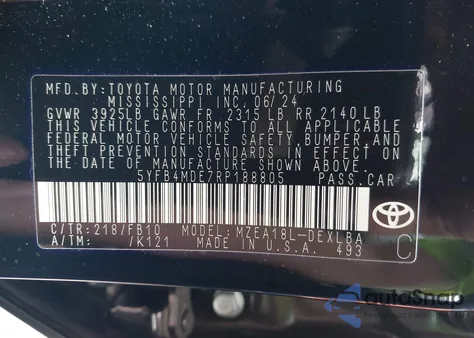 MFD.BY:TOYOTA MOTOR MANUFACTURING
MISSISSIPPI INC. 06/24
GVWR 3925LB GAWR FR 2315 LB RR 2140LB
THIS VEHICLE CONFORMS TO ALL APPLICABLE
FEDERAL MOTOR VEHICLE SAFETY,BUMPER,AND
THEFT PREVENTION STANDARDS IN EFFECT ON
THE DATE OF MANUFACTURE SHOWN ABOVE.
5YFB4MDE7RP188805 PASS.CAR
C/TR:218/FB10 MODEL:MZEA18L-DEXLBA
A/TM: /K121 MADE IN U.S.A. 493
C
autoSnap